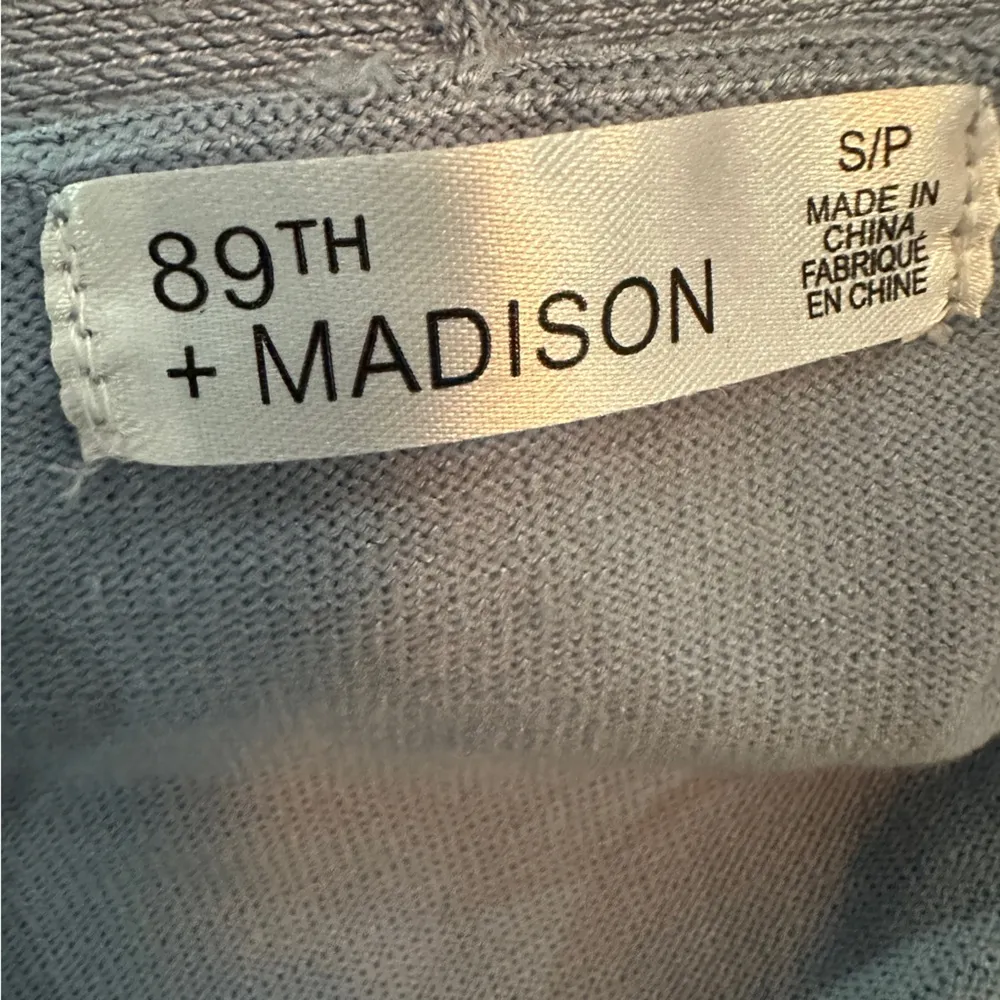 89TH
+ MADISON
S/P
MADE IN
CHINA
FABRIQUÉ
EN CHINE